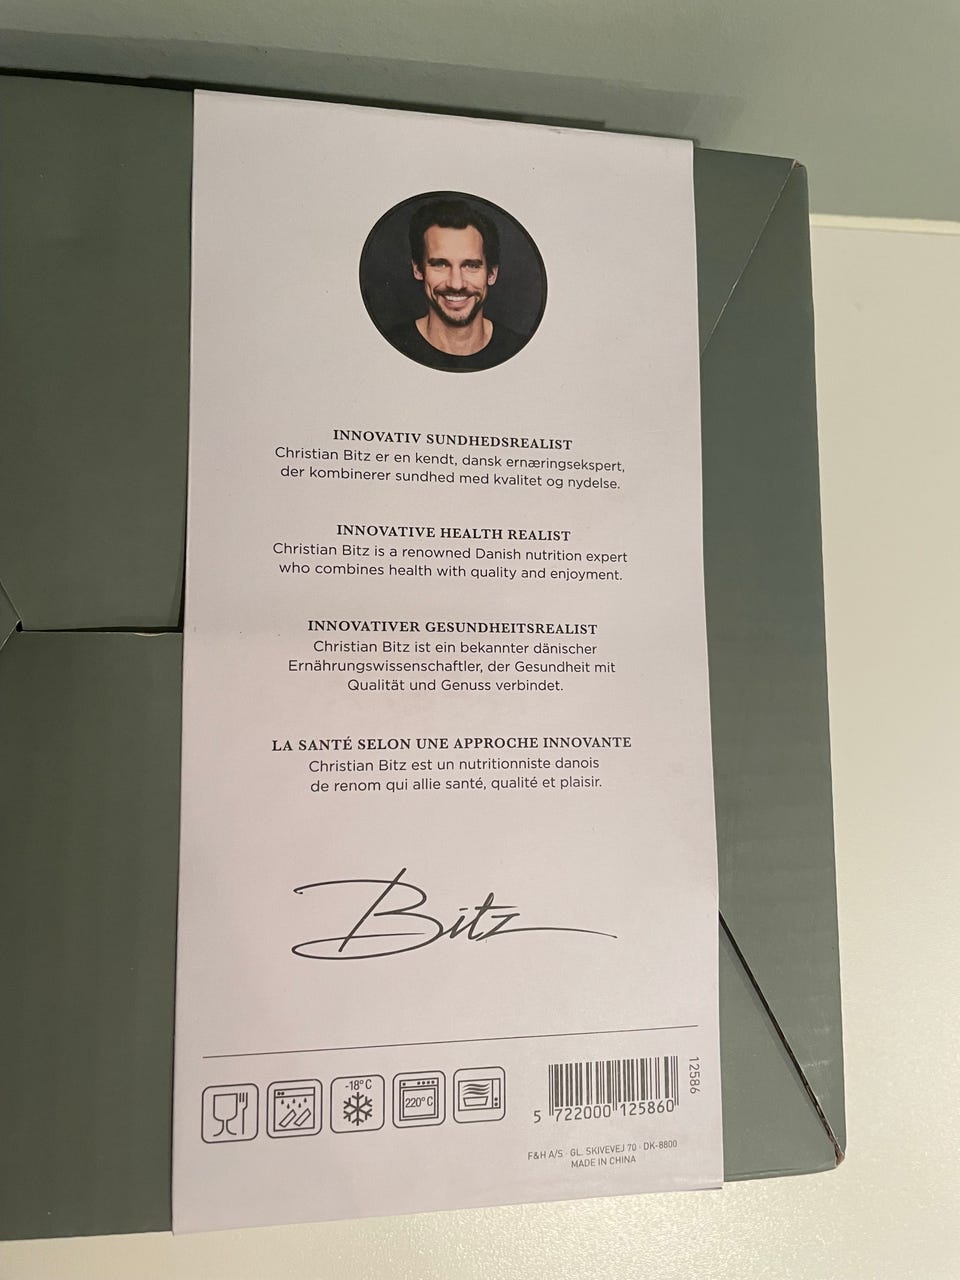 INNOVATIV SUNDHEDSREALIST
Christian Bitz er en kendt, dansk ernæringsekspert,
der kombinerer sundhed med kvalitet og nydelse.
INNOVATIVE HEALTH REALIST
Christian Bitz is a renowned Danish nutrition expert
who combines health with quality and enjoyment.
INNOVATIVER GESUNDHEITSREALIST
Christian Bitz ist ein bekannter dänischer
Ernährungswissenschaftler, der Gesundheit mit
Qualität und Genuss verbindet.
LA SANTÉ SELON UNE APPROCHE INNOVANTE
Christian Bitz est un nutritionniste danois
de renom qui allie santé, qualité et plaisir.
Bitz
-18°C
220°C
5 722000 125860
12586
F&H A/S · GL. SKIVEVEJ 70 · DK-8800
MADE IN CHINA